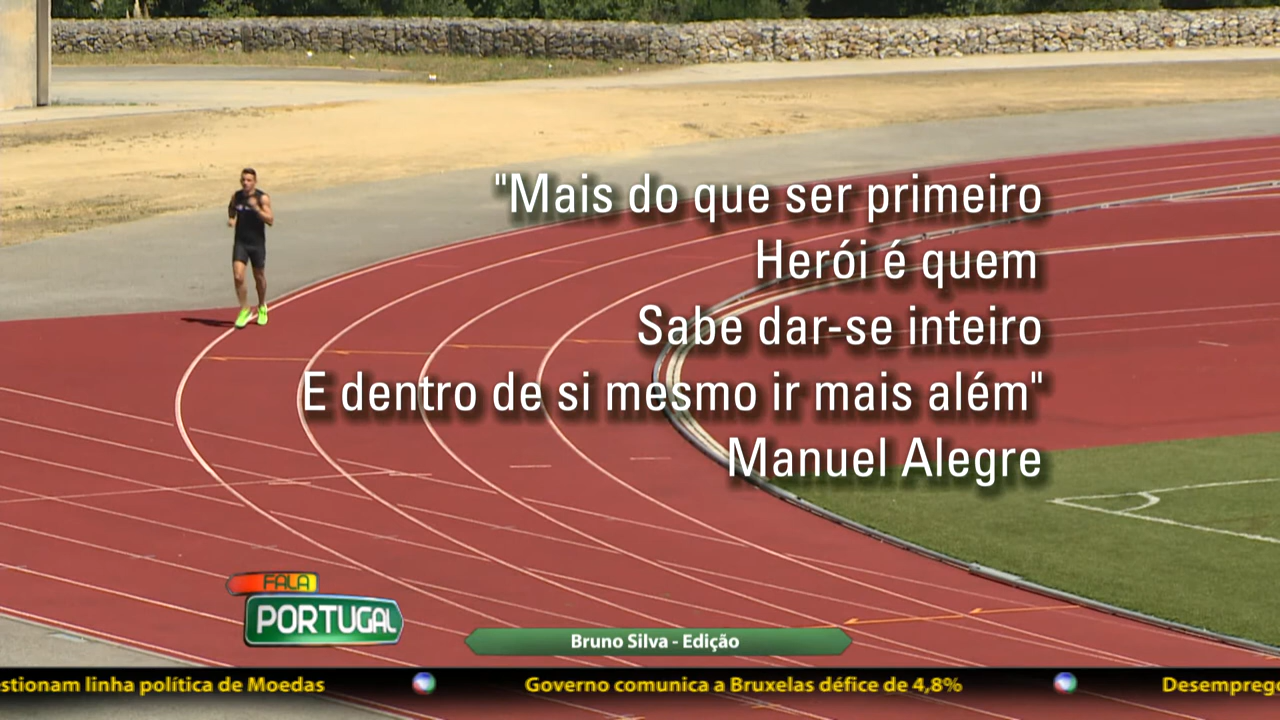 "Mais do que ser primeiro
Herói é quem
Sabe dar-se inteiro
E dentro de si mesmo ir mais além"
Manuel Alegre
FALA
PORTUGAL
Bruno Silva - Edição
stionam linha política de Moedas
Governo comunica a Bruxelas défice de 4,8%
Desemprego